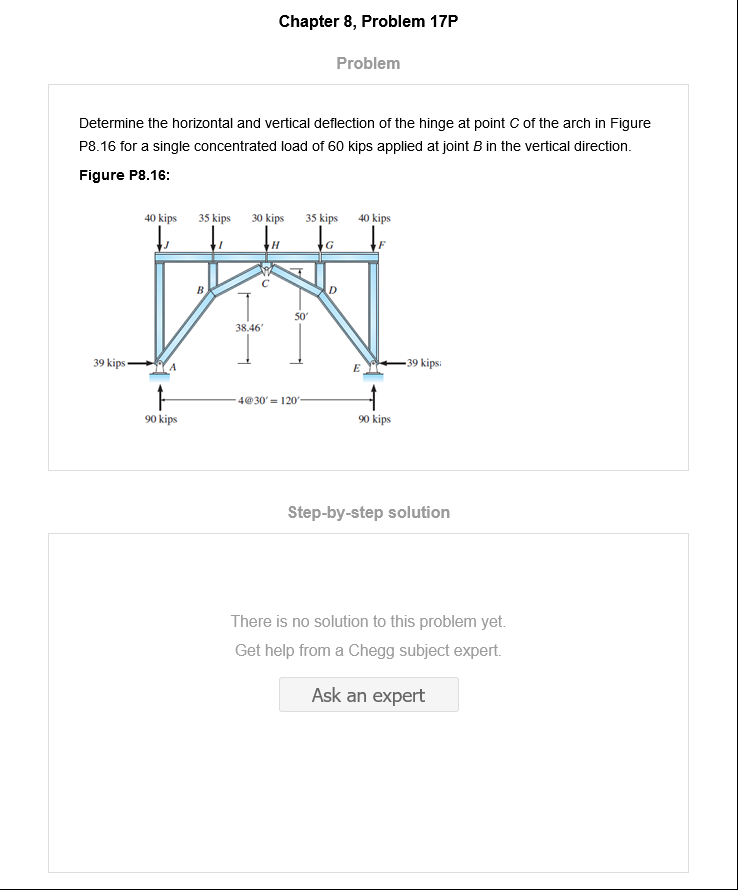 Chapter 8, Problem 17P
Problem
Determine the horizontal and vertical deflection of the hinge at point C of the arch in Figure
P8.16 for a single concentrated load of 60 kips applied at joint B in the vertical direction.
Figure P8.16:
40 kips 35 kips 30 kips 35 kips 40 kips
J I H G F
C
B D
50'
38.46'
39 kips A E 39 kips
4@30' = 120'
90 kips 90 kips
Step-by-step solution
There is no solution to this problem yet.
Get help from a Chegg subject expert.
Ask an expert